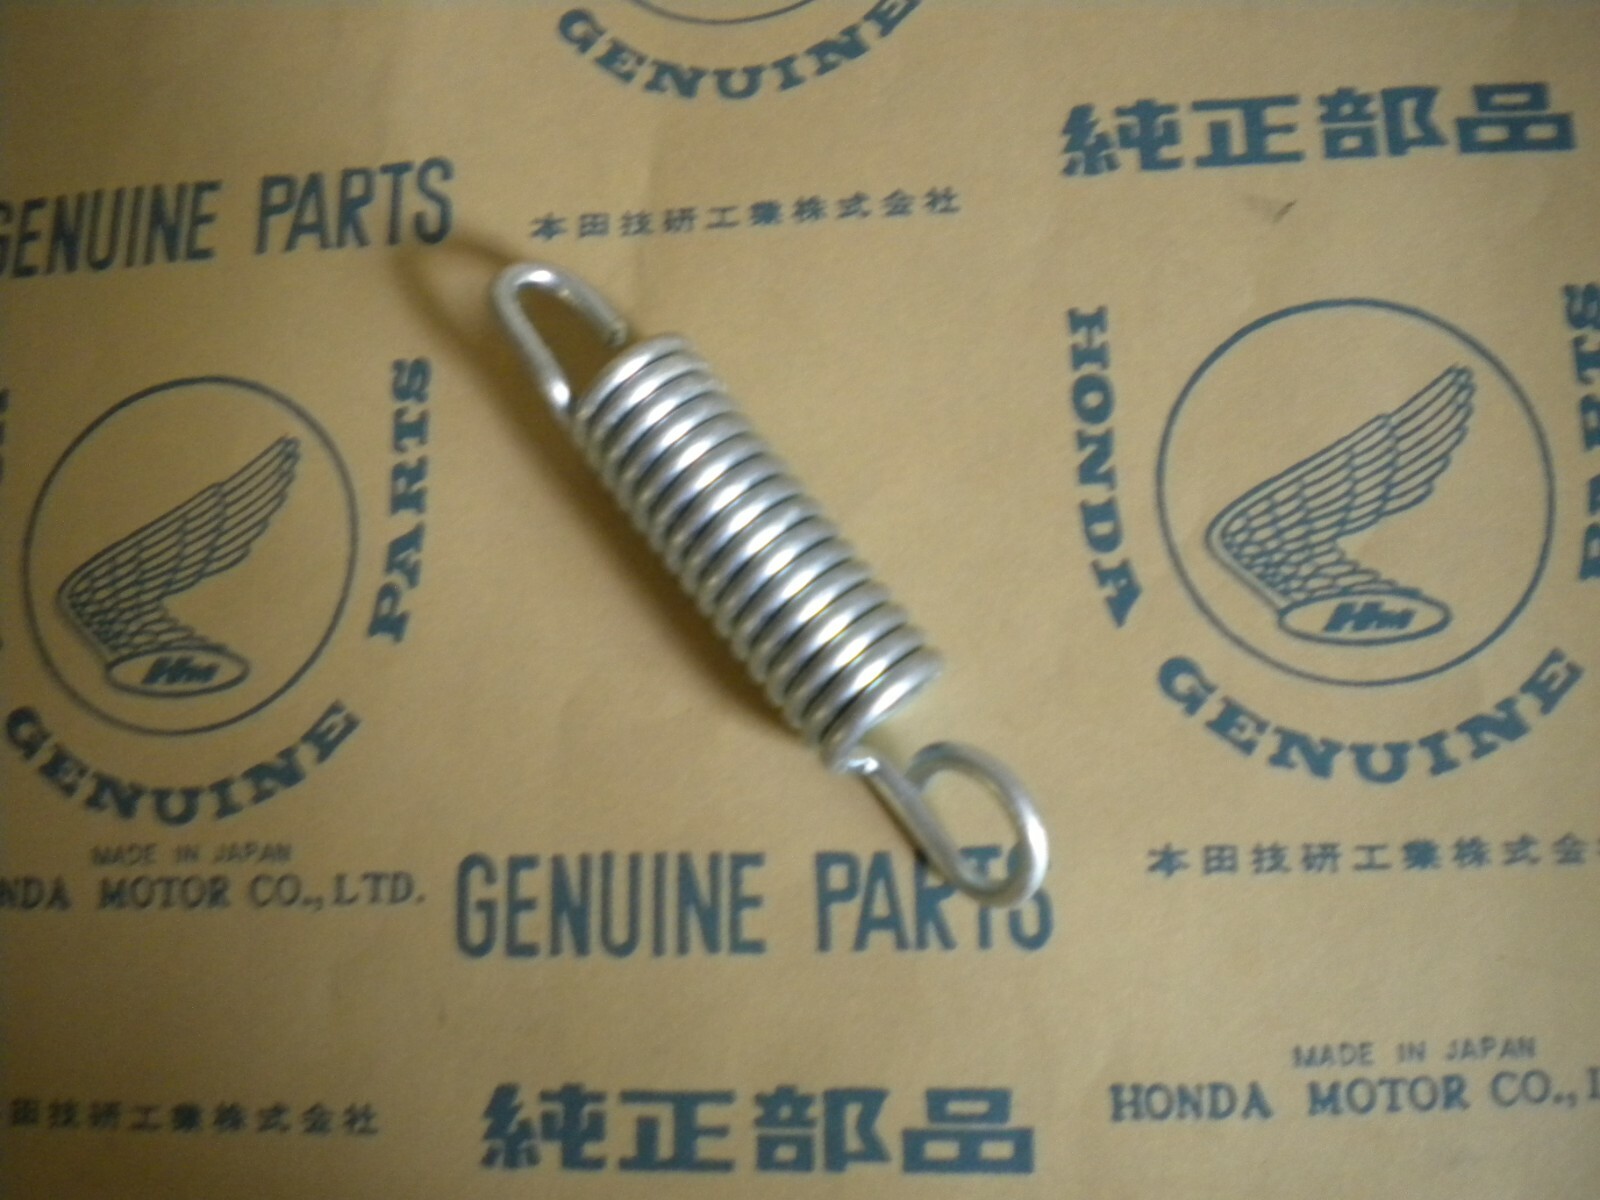 GENUINE
純正部品
GENUINE PARTS
本田技研工業株式会社
HONDA
PARTS
PARTS
Hm
Hm
GENUINE
GENUINE
MADE IN JAPAN
NDA MOTOR CO.,LTD.
GENUINE PARTS
本田技研工業株式会
MADE IN JAPAN
HONDA MOTOR CO.,L
田技研工業株式会社
純正部品